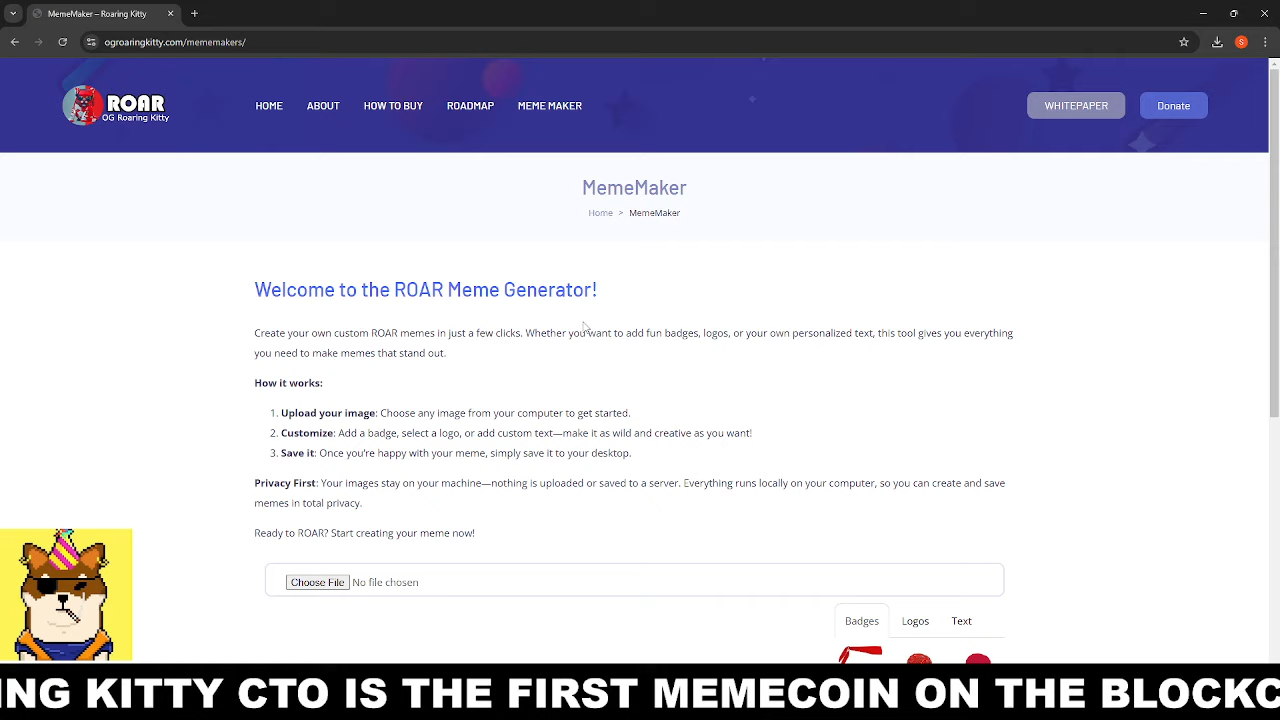 MemeMaker – Roaring Kitty
ogroaringkitty.com/mememakers/
S
ROAR
OG Roaring Kitty
HOME
ABOUT
HOW TO BUY
ROADMAP
MEME MAKER
WHITEPAPER
Donate
MemeMaker
Home > MemeMaker
Welcome to the ROAR Meme Generator!
Create your own custom ROAR memes in just a few clicks. Whether you want to add fun badges, logos, or your own personalized text, this tool gives you everything
you need to make memes that stand out.
How it works:
1. Upload your image: Choose any image from your computer to get started.
2. Customize: Add a badge, select a logo, or add custom text—make it as wild and creative as you want!
3. Save it: Once you're happy with your meme, simply save it to your desktop.
Privacy First: Your images stay on your machine—nothing is uploaded or saved to a server. Everything runs locally on your computer, so you can create and save
memes in total privacy.
Ready to ROAR? Start creating your meme now!
Choose File No file chosen
Badges
Logos
Text
ING KITTY CTO IS THE FIRST MEMECOIN ON THE BLOCKC